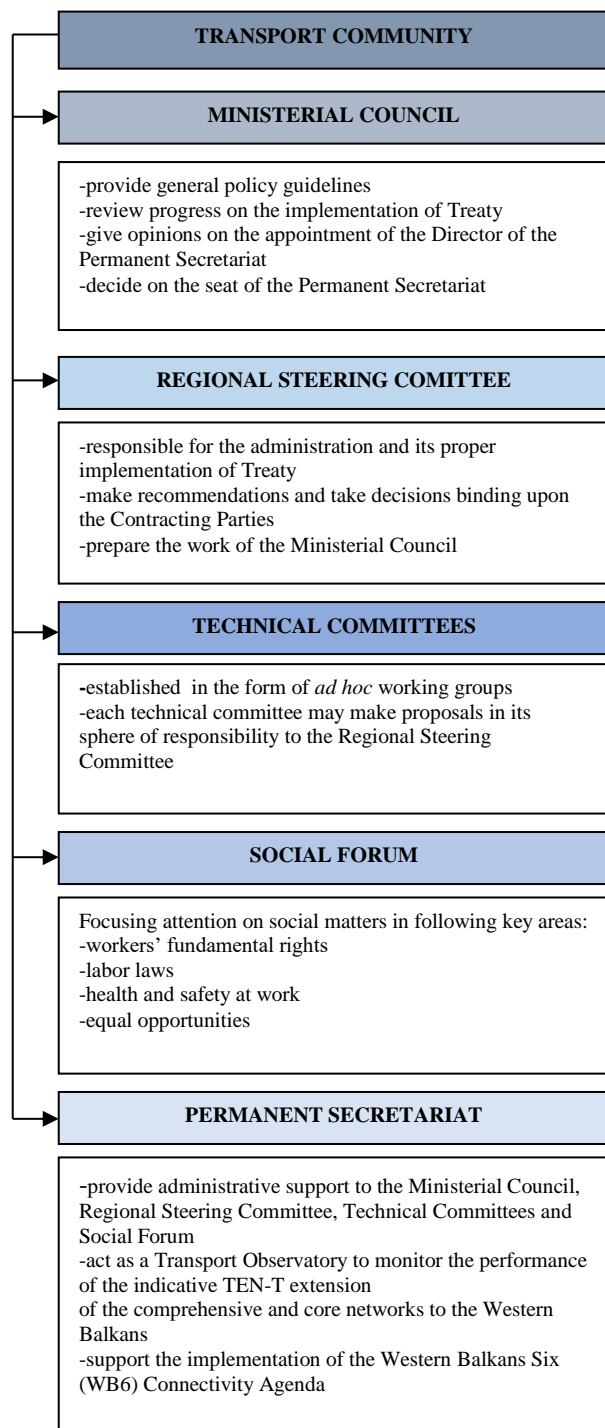 TRANSPORT COMMUNITY
MINISTERIAL COUNCIL
-provide general policy guidelines
-review progress on the implementation of Treaty
-give opinions on the appointment of the Director of the
Permanent Secretariat
-decide on the seat of the Permanent Secretariat
REGIONAL STEERING COMITTEE
-responsible for the administration and its proper
implementation of Treaty
-make recommendations and take decisions binding upon
the Contracting Parties
-prepare the work of the Ministerial Council
TECHNICAL COMMITTEES
-established in the form of ad hoc working groups
-each technical committee may make proposals in its
sphere of responsibility to the Regional Steering
Committee
SOCIAL FORUM
Focusing attention on social matters in following key areas:
-workers’ fundamental rights
-labor laws
-health and safety at work
-equal opportunities
PERMANENT SECRETARIAT
-provide administrative support to the Ministerial Council,
Regional Steering Committee, Technical Committees and
Social Forum
-act as a Transport Observatory to monitor the performance
of the indicative TEN-T extension
of the comprehensive and core networks to the Western
Balkans
-support the implementation of the Western Balkans Six
(WB6) Connectivity Agenda